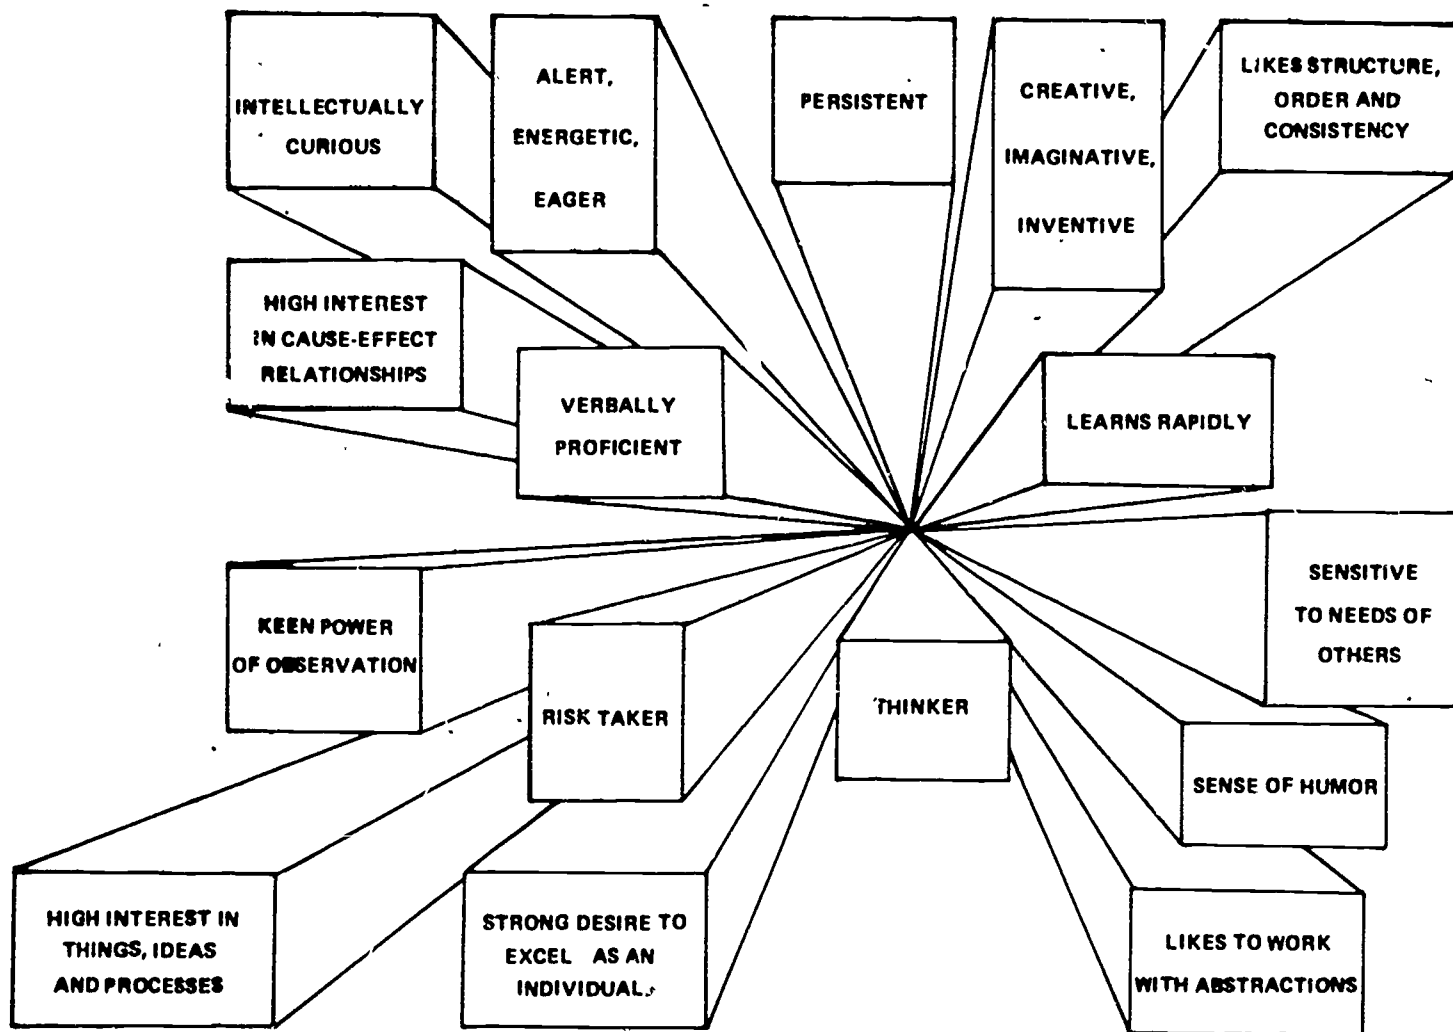 INTELLECTUALLY
CURIOUS
ALERT,
ENERGETIC,
EAGER
PERSISTENT
CREATIVE,
IMAGINATIVE,
INVENTIVE
LIKES STRUCTURE,
ORDER AND
CONSISTENCY
HIGH INTEREST
IN CAUSE-EFFECT
RELATIONSHIPS
VERBALLY
PROFICIENT
LEARNS RAPIDLY
KEEN POWER
OF OBSERVATION
RISK TAKER
THINKER
SENSITIVE
TO NEEDS OF
OTHERS
SENSE OF HUMOR
HIGH INTEREST IN
THINGS, IDEAS
AND PROCESSES
STRONG DESIRE TO
EXCEL AS AN
INDIVIDUAL.
LIKES TO WORK
WITH ABSTRACTIONS